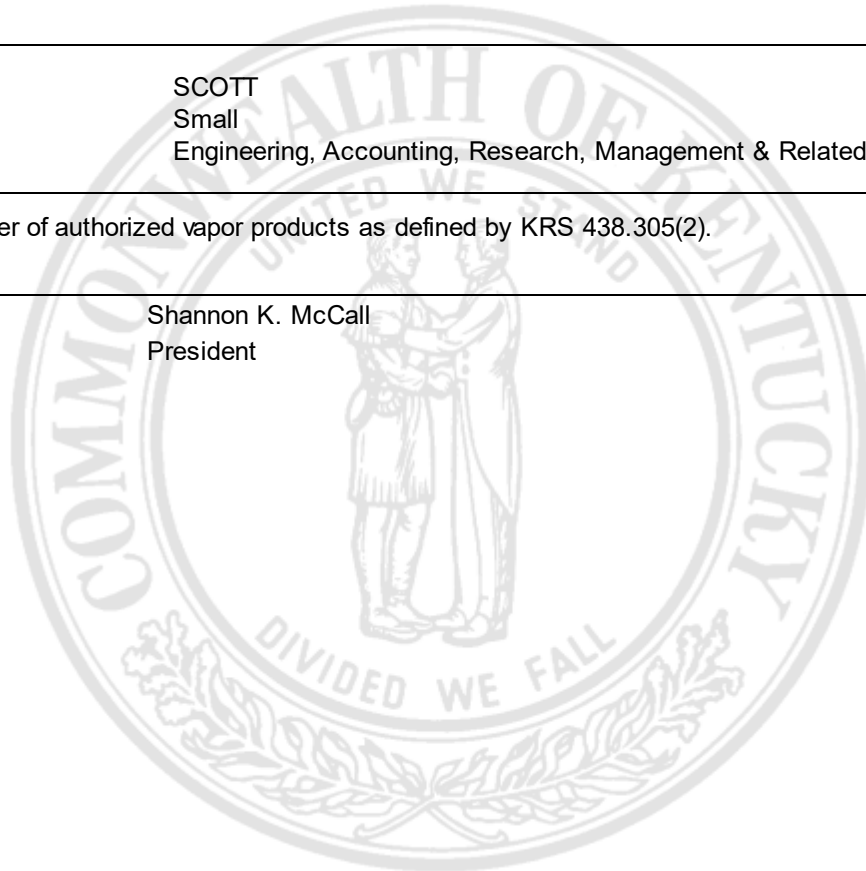 SCOTT
Small
Engineering, Accounting, Research, Management & Related
er of authorized vapor products as defined by KRS 438.305(2).
Shannon K. McCall
President
COMMONWEALTH OF KENTUCKY
UNITED WE STAND
DIVIDED WE FALL